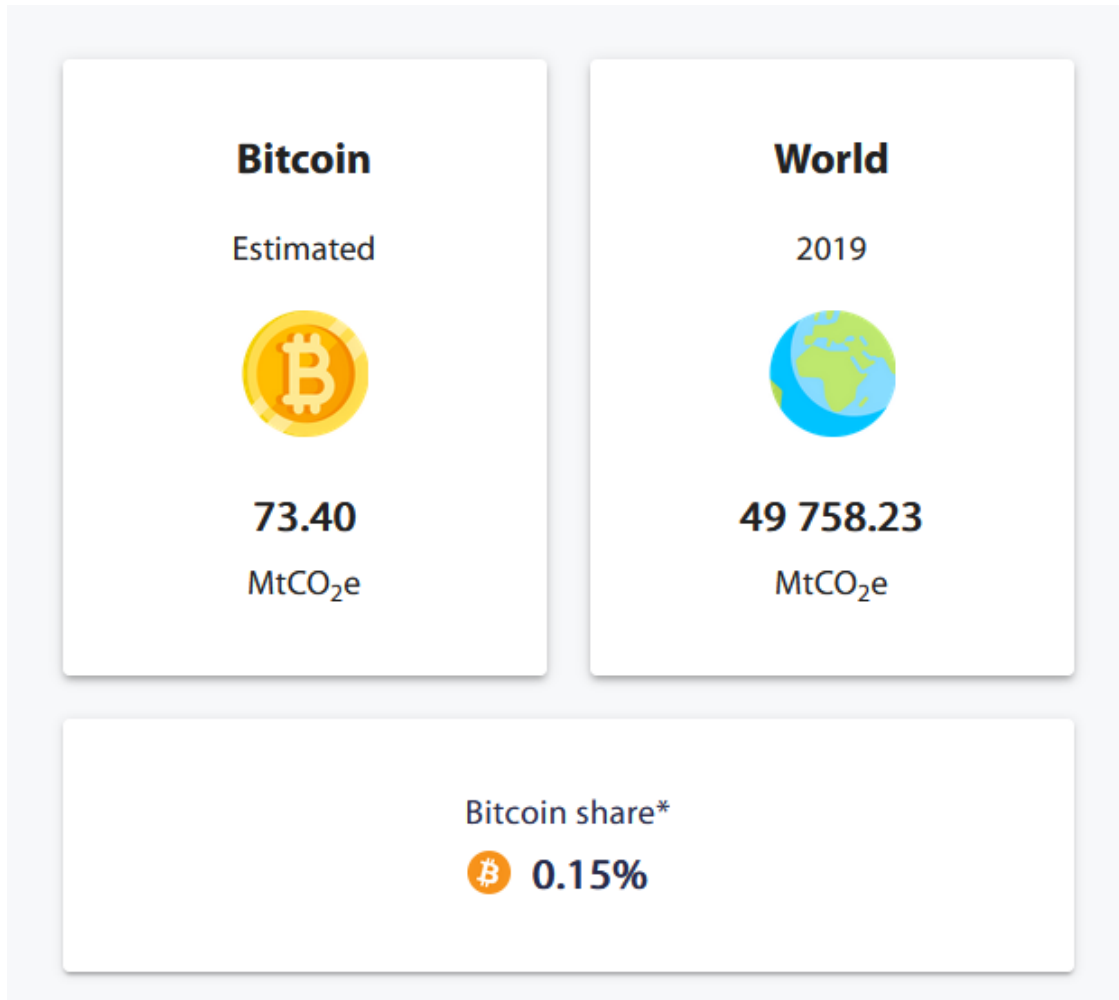 Bitcoin
Estimated
73.40
MtCO₂e
World
2019
49 758.23
MtCO₂e
Bitcoin share*
0.15%